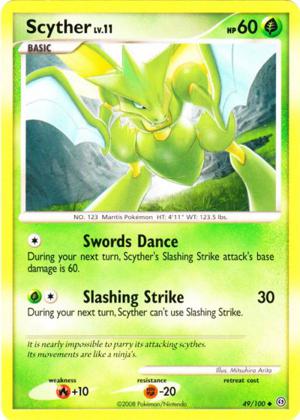 Scyther LV.11 HP 60
BASIC
NO. 123 Mantis Pokémon HT: 4'11" WT: 123.5 lbs.
Swords Dance
During your next turn, Scyther's Slashing Strike attack's base
damage is 60.
Slashing Strike 30
During your next turn, Scyther can't use Slashing Strike.
It is nearly impossible to parry its attacking scythes.
Its movements are like a ninja's.
Illus. Mitsuhiro Arita
weakness resistance retreat cost
+10 -20
©2008 Pokémon/Nintendo 49/100